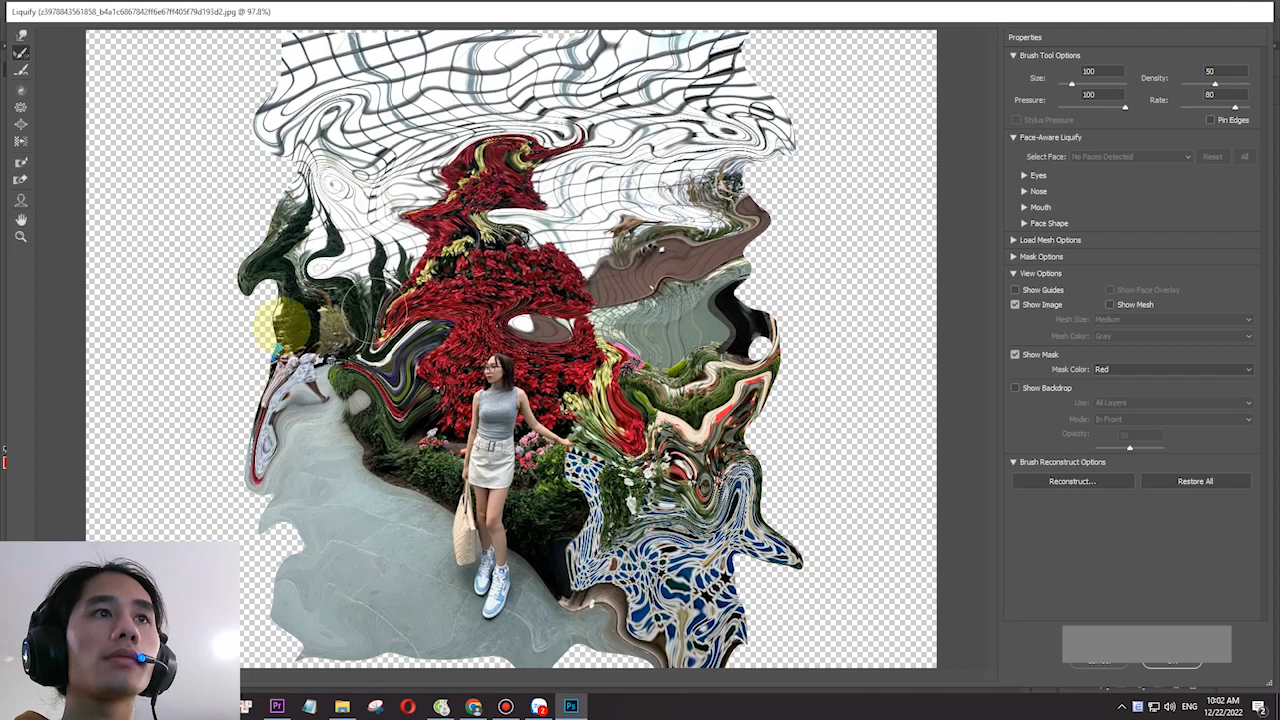 Liquify (z3978843561858_b4a1c6867842ff6e67ff405f79d193d2.jpg @ 97.8%)
Properties
Brush Tool Options
Size: 100 Density: 50
Pressure: 100 Rate: 80
Stylus Pressure Pin Edges
Face-Aware Liquify
Select Face: No Faces Detected Reset All
Eyes
Nose
Mouth
Face Shape
Load Mesh Options
Mask Options
View Options
Show Guides Show Face Overlay
Show Image Show Mesh
Mesh Size: Medium
Mesh Color: Gray
Show Mask
Mask Color: Red
Show Backdrop
Use: All Layers
Mode: In Front
Opacity: 50
Brush Reconstruct Options
Reconstruct... Restore All
Pr Ps ENG
10:02 AM
12/22/2022
2